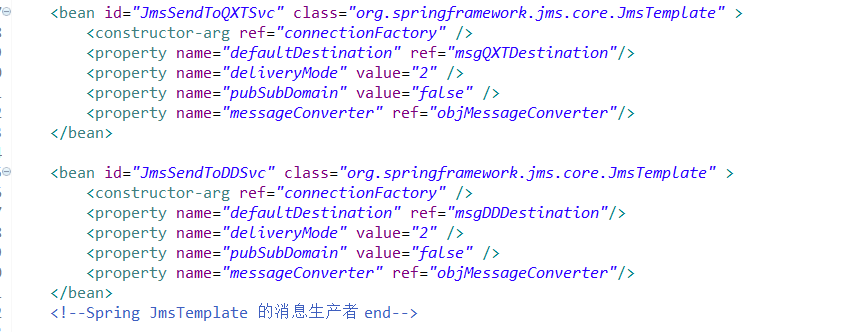 <bean id="JmsSendToQXTSvc" class="org.springframework.jms.core.JmsTemplate" >
<constructor-arg ref="connectionFactory" />
<property name="defaultDestination" ref="msgQXTDestination"/>
<property name="deliveryMode" value="2" />
<property name="pubSubDomain" value="false" />
<property name="messageConverter" ref="objMessageConverter"/>
</bean>
<bean id="JmsSendToDDSvc" class="org.springframework.jms.core.JmsTemplate" >
<constructor-arg ref="connectionFactory" />
<property name="defaultDestination" ref="msgDDDestination"/>
<property name="deliveryMode" value="2" />
<property name="pubSubDomain" value="false" />
<property name="messageConverter" ref="objMessageConverter"/>
</bean>
<!--Spring JmsTemplate 的消息生产者 end-->